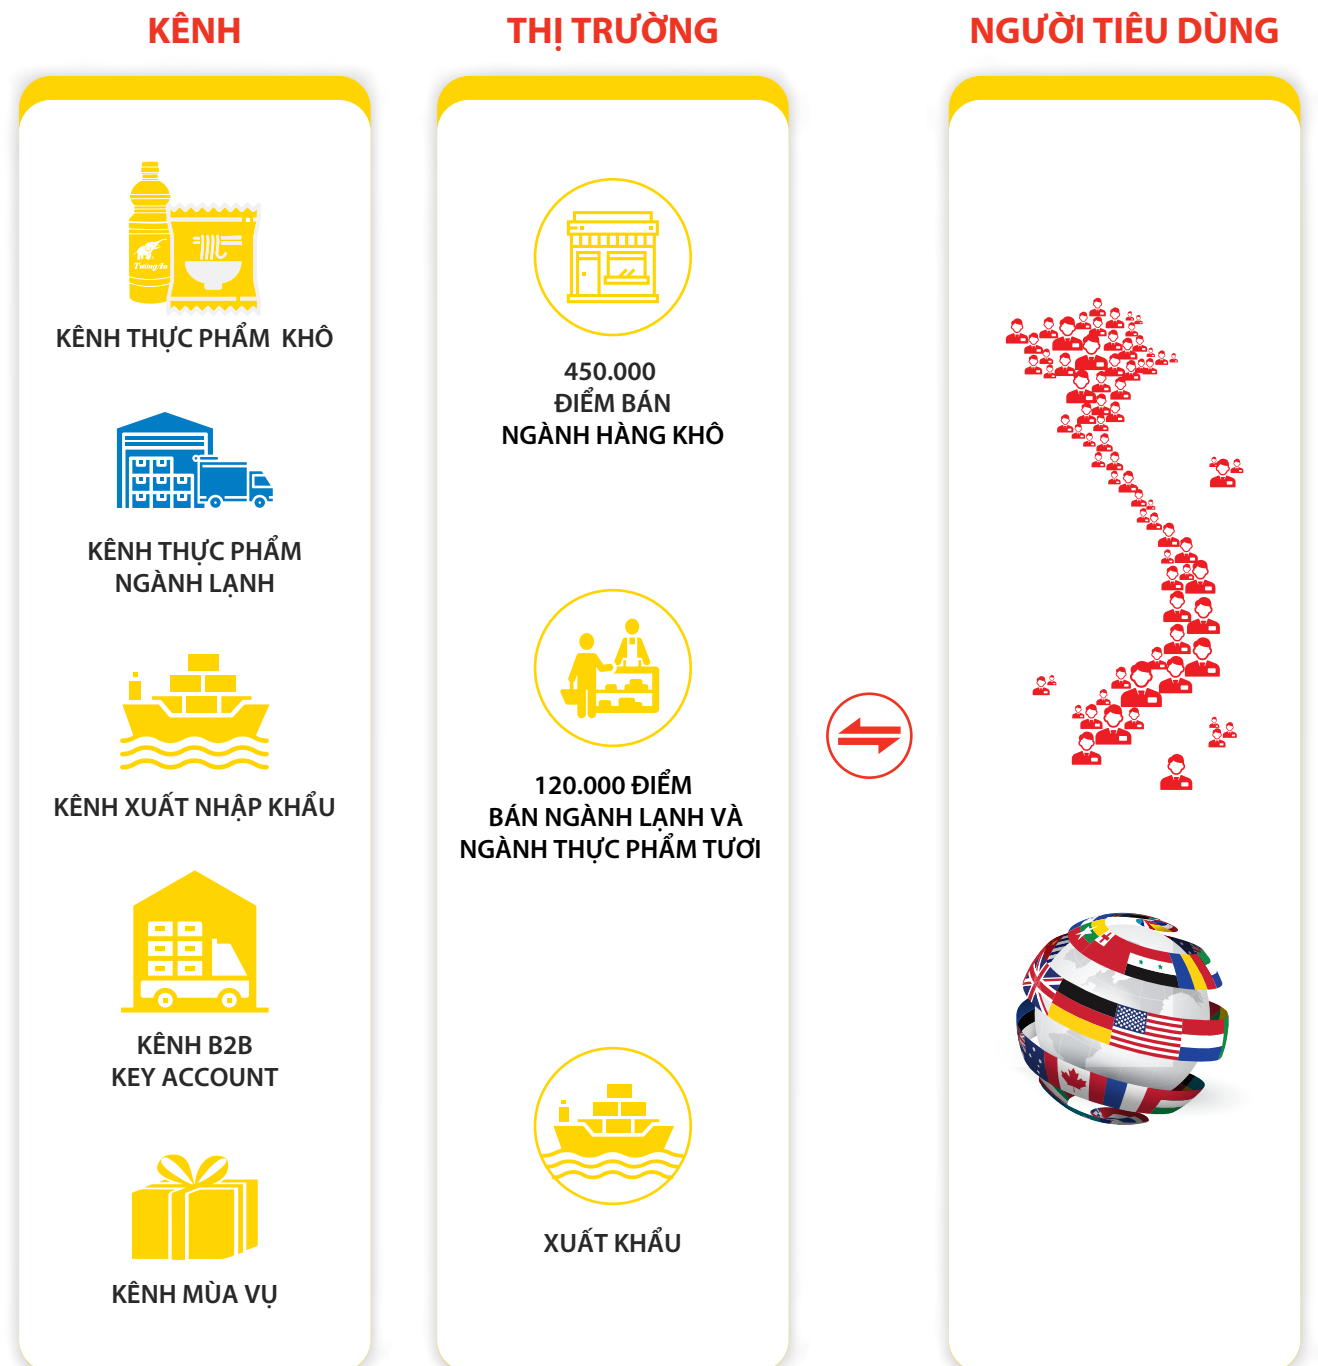 KÊNH
THỊ TRƯỜNG
NGƯỜI TIÊU DÙNG
Tường An
KÊNH THỰC PHẨM KHÔ
KÊNH THỰC PHẨM
NGÀNH LẠNH
KÊNH XUẤT NHẬP KHẨU
KÊNH B2B
KEY ACCOUNT
KÊNH MÙA VỤ
450.000
ĐIỂM BÁN
NGÀNH HÀNG KHÔ
120.000 ĐIỂM
BÁN NGÀNH LẠNH VÀ
NGÀNH THỰC PHẨM TƯƠI
XUẤT KHẨU